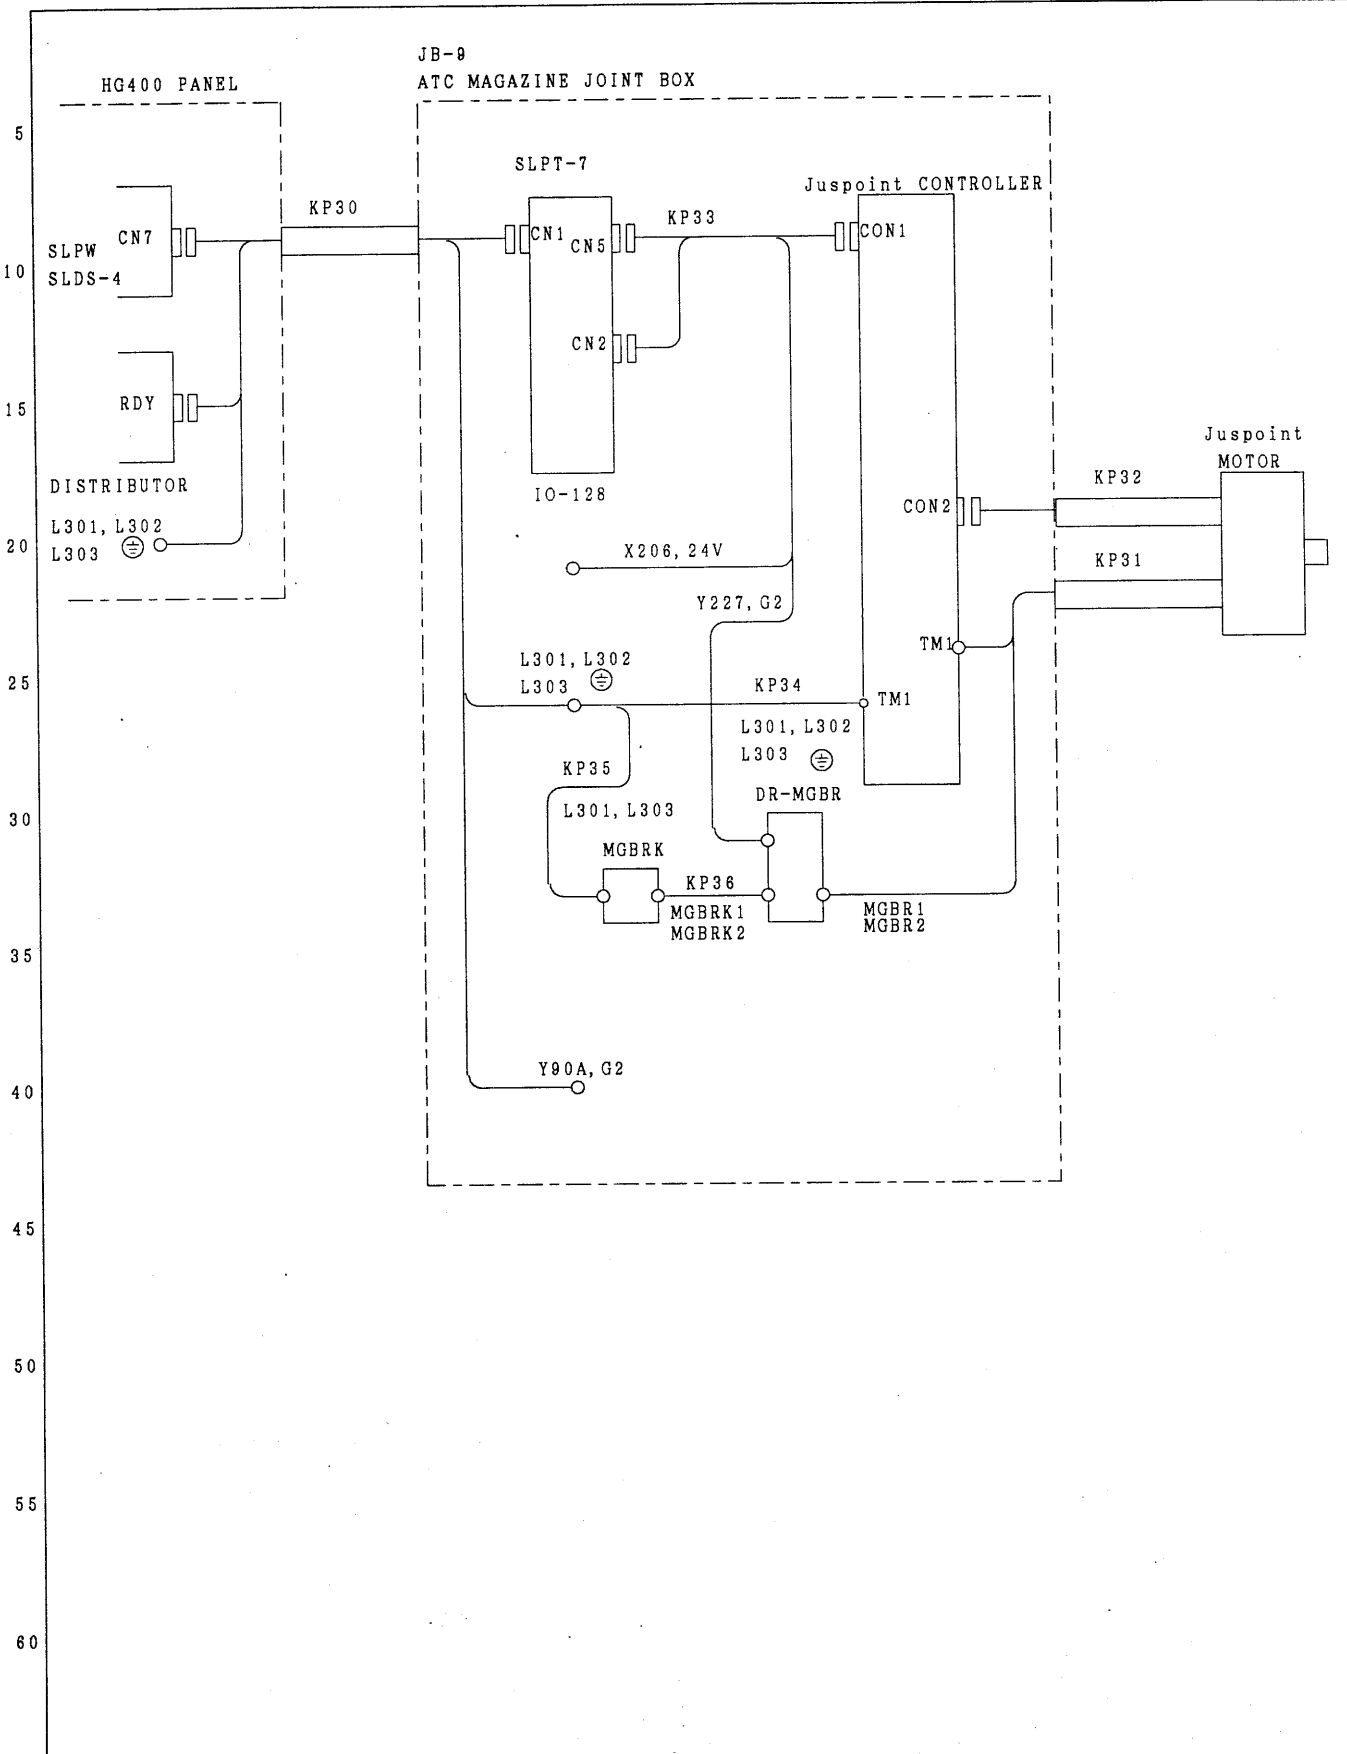 JB-9
HG400 PANEL
ATC MAGAZINE JOINT BOX
5
SLPT-7
Juspoint CONTROLLER
KP30
KP33
CN7
CN1
CN5
CON1
SLPW
10
SLDS-4
CN2
15
RDY
Juspoint
MOTOR
DISTRIBUTOR
KP32
IO-128
CON2
L301, L302
20
L303
X206, 24V
KP31
Y227, G2
TM1
L301, L302
25
L303
KP34
TM1
L301, L302
L303
KP35
DR-MGBR
L301, L303
30
MGBRK
KP36
MGBRK1
MGBRK2
MGBR1
MGBR2
35
Y90A, G2
40
45
50
55
60